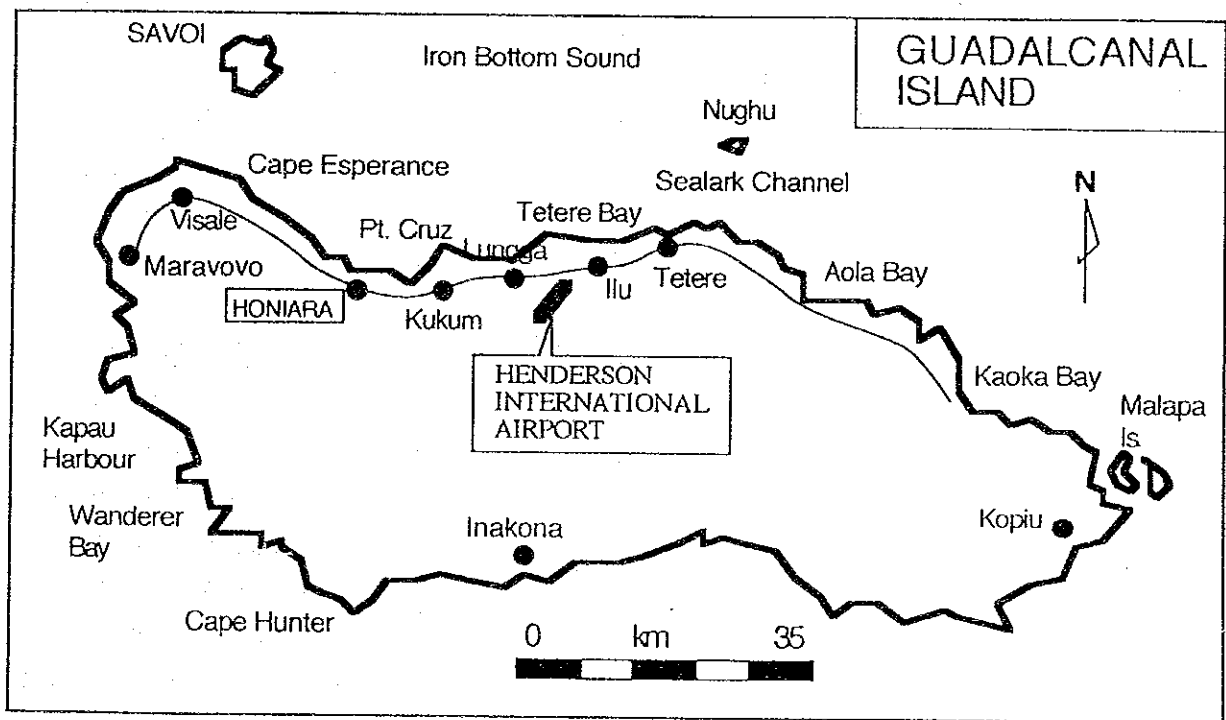 SAVOI
Iron Bottom Sound
GUADALCANAL
ISLAND
Nughu
Cape Esperance
Sealark Channel
N
Visale
Pt. Cruz
Tetere Bay
Lungga
Maravovo
Ilu
Tetere
Aola Bay
HONIARA
Kukum
HENDERSON
INTERNATIONAL
AIRPORT
Kaoka Bay
Malapa
Is.
Kapau
Harbour
Wanderer
Bay
Inakona
Kopiu
Cape Hunter
0 km 35